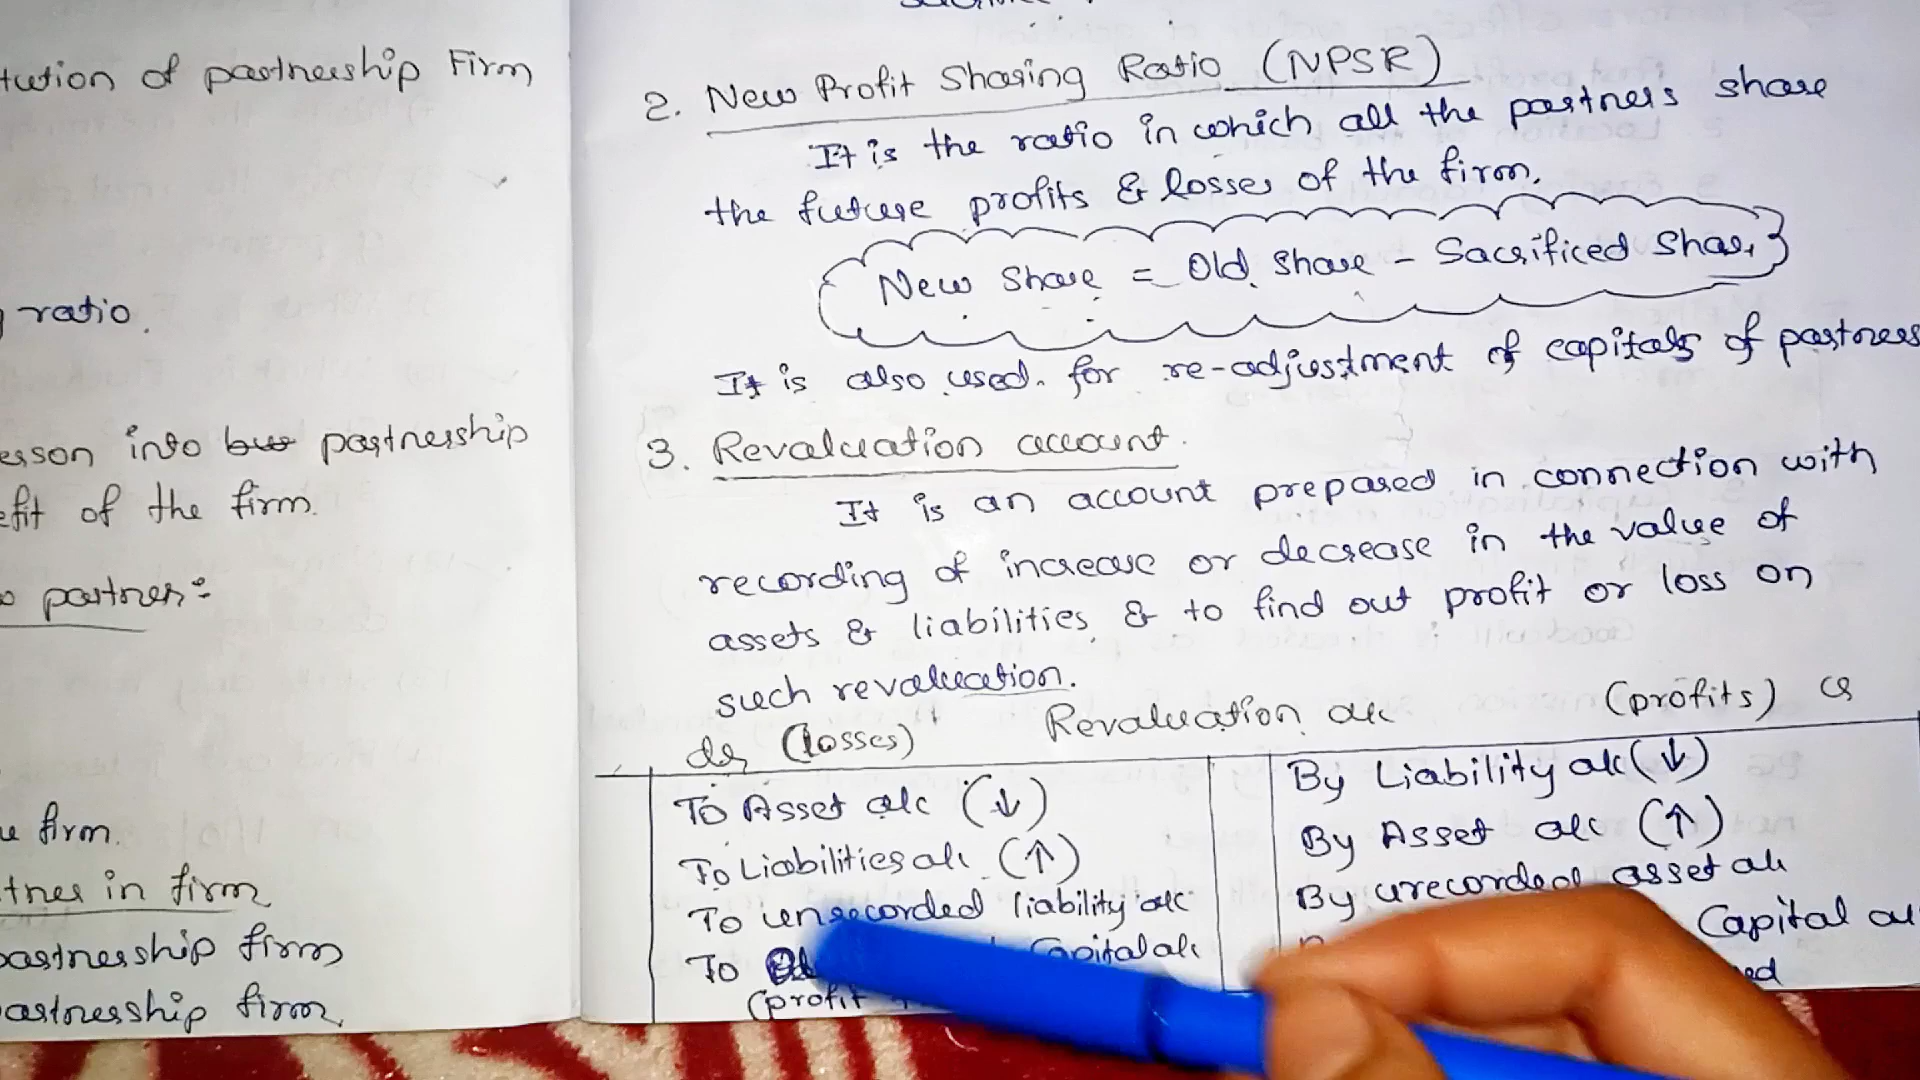 tution of partnership Firm
ratio.
erson into partnership
efit of the firm.
partner:
firm.
tner in firm
partnership firm
artnership firm.
2. New Profit Sharing Ratio (NPSR)
It is the ratio in which all the partners share
the future profits & losses of the firm.
New Share = Old Share - Sacrificed Share
It is also used for re-adjustment of capitals of partners
3. Revaluation account.
It is an account prepared in connection with
recording of increase or decrease in the value of
assets & liabilities & to find out profit or loss on
such revaluation.
dr (losses) Revaluation a/c (profits) cr
To Asset a/c (↓)
To Liabilities a/c (↑)
To unrecorded liability a/c
To Capital a/c
(profit
By Liability a/c (↓)
By Asset a/c (↑)
By urecorded asset a/c
Capital a/c